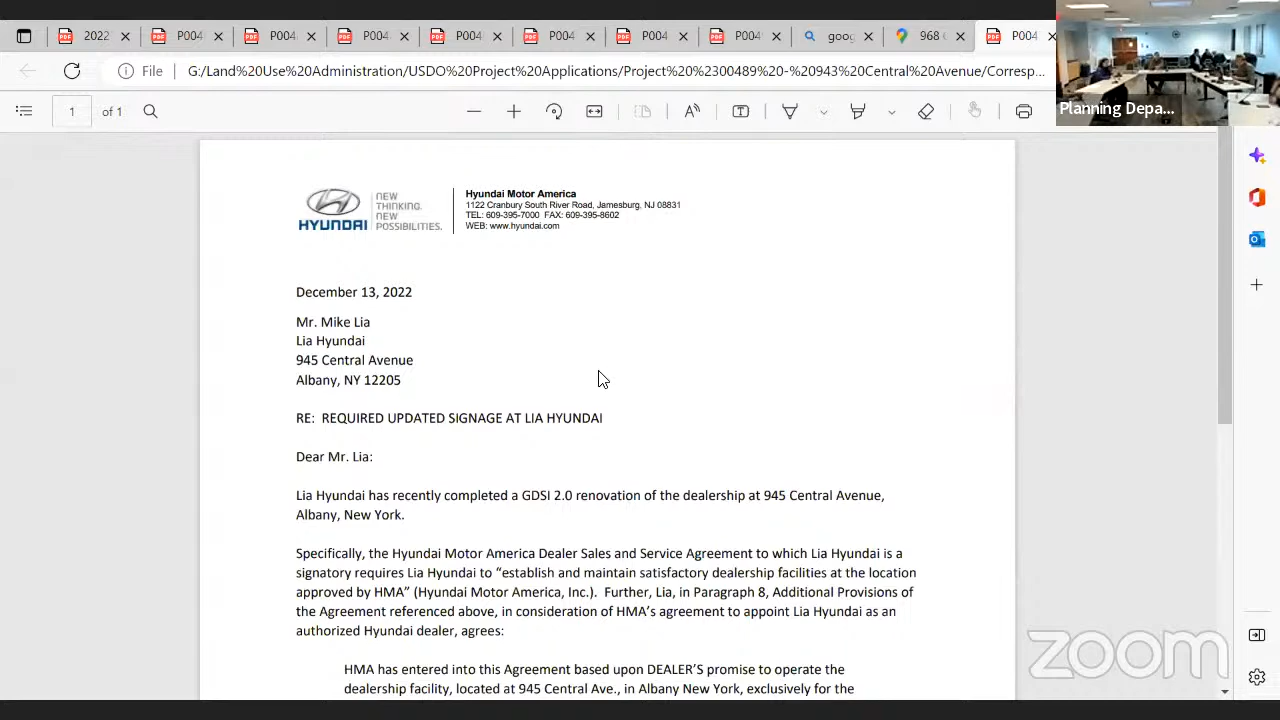 2022
P004
P004
P004
P004
P004
P004
P004
goog
968 C
P004
File
G:/Land%20Use%20Administration/USDO%20Project%20Applications/Project%20%2300489%20-%20943%20Central%20Avenue/Corresp...
1 of 1
Planning Depa...
HYUNDAI
NEW
THINKING.
NEW
POSSIBILITIES.
Hyundai Motor America
1122 Cranbury South River Road, Jamesburg, NJ 08831
TEL: 609-395-7000 FAX: 609-395-8602
WEB: www.hyundai.com
December 13, 2022
Mr. Mike Lia
Lia Hyundai
945 Central Avenue
Albany, NY 12205
RE: REQUIRED UPDATED SIGNAGE AT LIA HYUNDAI
Dear Mr. Lia:
Lia Hyundai has recently completed a GDSI 2.0 renovation of the dealership at 945 Central Avenue,
Albany, New York.
Specifically, the Hyundai Motor America Dealer Sales and Service Agreement to which Lia Hyundai is a
signatory requires Lia Hyundai to “establish and maintain satisfactory dealership facilities at the location
approved by HMA” (Hyundai Motor America, Inc.). Further, Lia, in Paragraph 8, Additional Provisions of
the Agreement referenced above, in consideration of HMA’s agreement to appoint Lia Hyundai as an
authorized Hyundai dealer, agrees:
HMA has entered into this Agreement based upon DEALER’S promise to operate the
dealership facility, located at 945 Central Ave., in Albany New York, exclusively for the
zoom